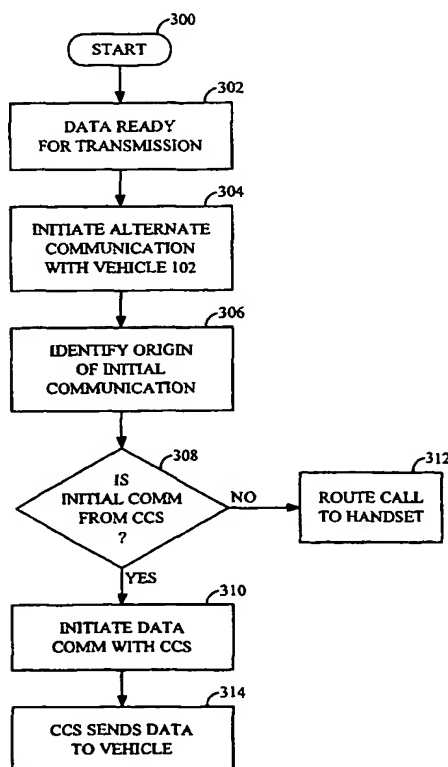 300
START
302
DATA READY
FOR TRANSMISSION
304
INITIATE ALTERNATE
COMMUNICATION
WITH VEHICLE 102
306
IDENTIFY ORIGIN
OF INITIAL
COMMUNICATION
308
IS
INITIAL COMM
FROM CCS
?
NO
312
ROUTE CALL
TO HANDSET
YES
310
INITIATE DATA
COMM WITH CCS
314
CCS SENDS DATA
TO VEHICLE